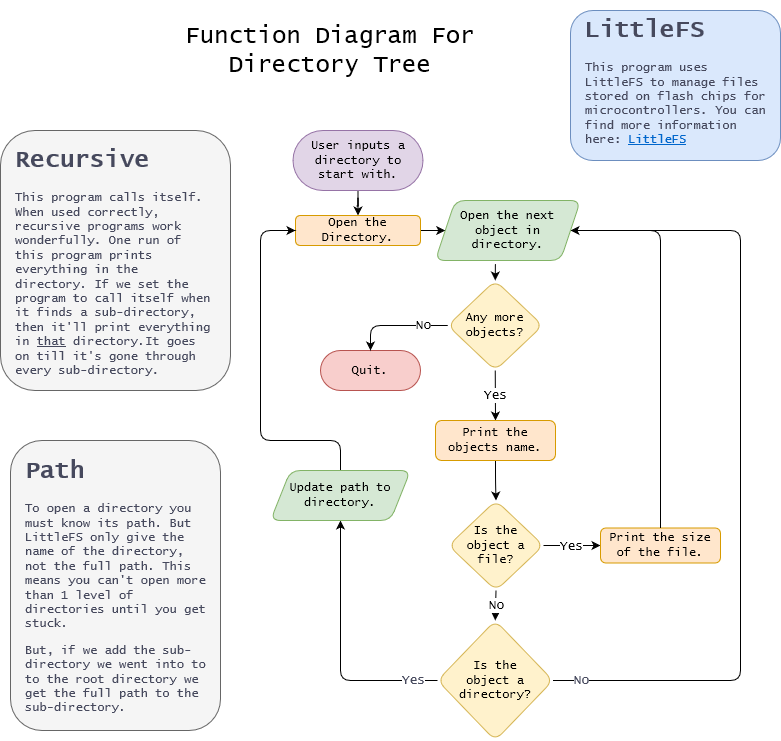 Function Diagram For
Directory Tree
LittleFS
This program uses
LittleFS to manage files
stored on flash chips for
microcontrollers. You can
find more information
here: LittleFS
Recursive
This program calls itself.
When used correctly,
recursive programs work
wonderfully. One run of
this program prints
everything in the
directory. If we set the
program to call itself when
it finds a sub-directory,
then it'll print everything
in that directory.It goes
on till it's gone through
every sub-directory.
Path
To open a directory you
must know its path. But
LittleFS only give the
name of the directory,
not the full path. This
means you can't open more
than 1 level of
directories until you get
stuck.
But, if we add the sub-
directory we went into to
to the root directory we
get the full path to the
sub-directory.
User inputs a
directory to
start with.
Open the
Directory.
Open the next
object in
directory.
Any more
objects?
No
Quit.
Yes
Print the
objects name.
Is the
object a
file?
Yes
Print the size
of the file.
No
Is the
object a
directory?
No
Yes
Update path to
directory.